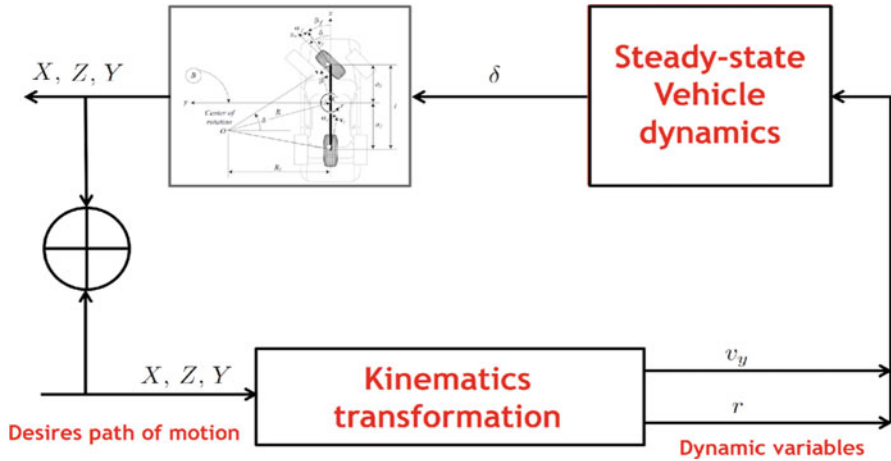 X, Z, Y
δ
Steady-state
Vehicle
dynamics
Center of
rotation
O
R
S
X, Z, Y
Kinematics
transformation
v_y
r
Desires path of motion
Dynamic variables